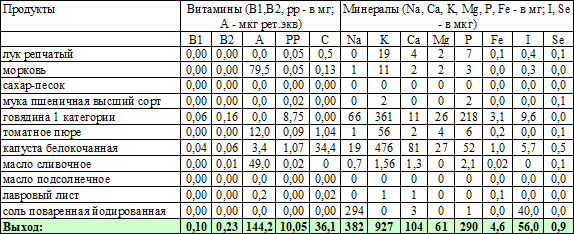 Продукты Витамины (B1,B2, pp - в мг; A - мкг рет.экв) Минералы (Na, Ca, K, Mg, P, Fe - в мг; I, Se - в мкг)
B1 B2 A PP C Na K Ca Mg P Fe I Se
лук репчатый 0,00 0,00 0,0 0,05 0,5 0 19 4 2 7 0,1 0,4 0,1
морковь 0,00 0,00 79,5 0,05 0,13 1 11 2 2 3 0,0 0,3 0,0
сахар-песок 0,00 0,00 0,0 0,00 0,00 0 0 0 0 0 0,0 0,0 0,0
мука пшеничная высший сорт 0,00 0,00 0,0 0,02 0,00 0 2 0 0 2 0,0 0,0 0,0
говядина 1 категории 0,06 0,16 0,0 8,75 0,00 66 361 11 26 218 3,1 9,6 0,0
томатное пюре 0,00 0,00 12,0 0,09 1,04 1 56 2 4 6 0,2 0,0 0,1
капуста белокочанная 0,04 0,06 3,4 1,07 34,4 19 476 81 27 52 1,0 5,7 0,5
масло сливочное 0,00 0,01 49,0 0,02 0 0,7 1,56 1,3 0 2,1 0,02 0 0,1
масло подсолнечное 0,00 0,00 0,0 0,00 0,00 0 0 0 0 0 0,0 0,0 0,0
лавровый лист 0,00 0,00 0,2 0,00 0,02 0 1 1 0 0 0,1 0,0 0,0
соль поваренная йодированная 0,00 0,00 0,0 0,00 0,00 294 0 3 0 1 0,0 40,0 0,0
Выход: 0,10 0,23 144,2 10,05 36,1 382 927 104 61 290 4,6 56,0 0,9